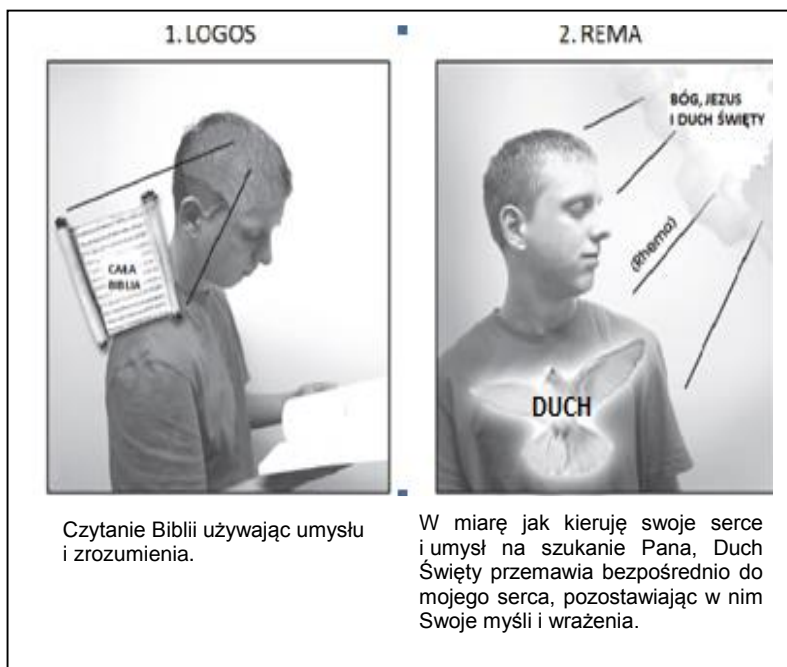 1. LOGOS
CAŁA
BIBLIA
Czytanie Biblii używając umysłu
i zrozumienia.
2. REMA
BÓG, JEZUS
I DUCH ŚWIĘTY
(Rhema)
DUCH
W miarę jak kieruję swoje serce
i umysł na szukanie Pana, Duch
Święty przemawia bezpośrednio do
mojego serca, pozostawiając w nim
Swoje myśli i wrażenia.